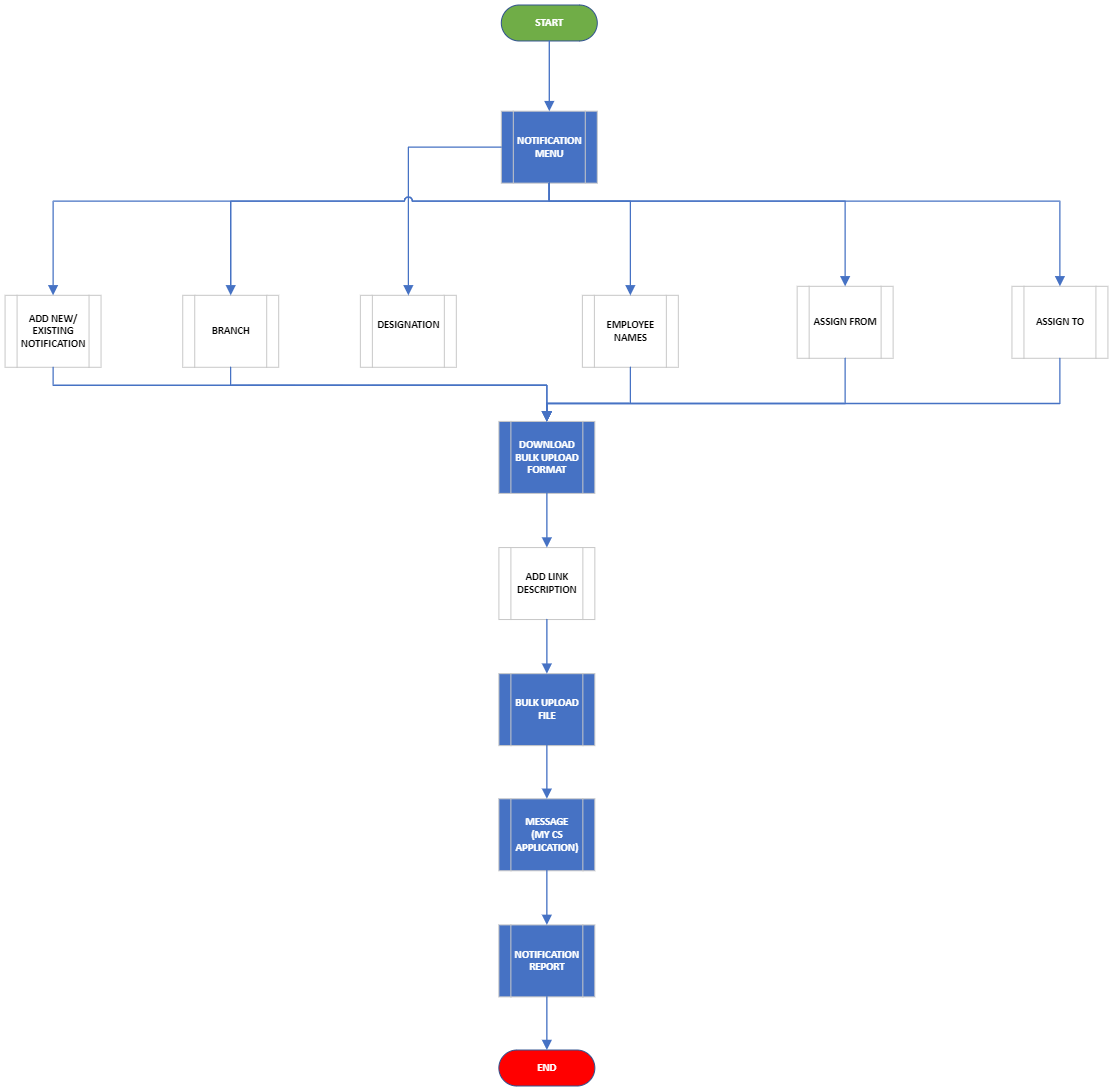 START
NOTIFICATION
MENU
ADD NEW/
EXISTING
NOTIFICATION
BRANCH
DESIGNATION
EMPLOYEE
NAMES
ASSIGN FROM
ASSIGN TO
DOWNLOAD
BULK UPLOAD
FORMAT
ADD LINK
DESCRIPTION
BULK UPLOAD
FILE
MESSAGE
(MY CS
APPLICATION)
NOTIFICATION
REPORT
END